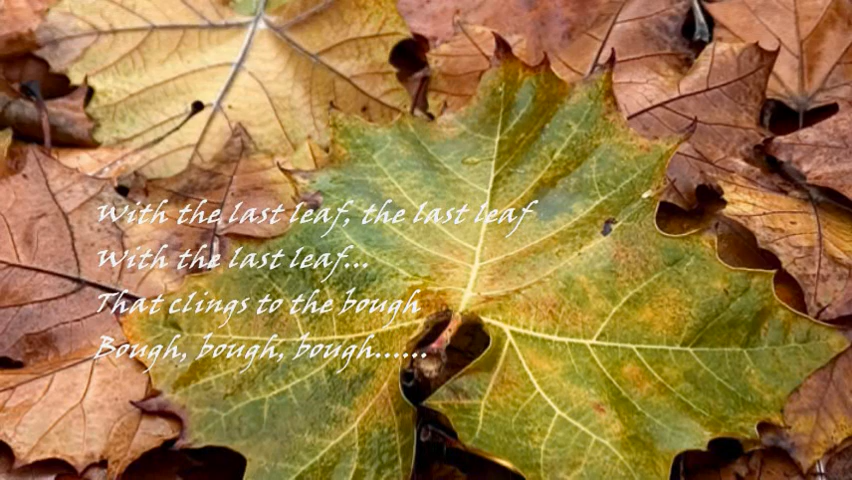 With the last leaf, the last leaf
With the last leaf...
That clings to the bough
Bough, bough, bough......